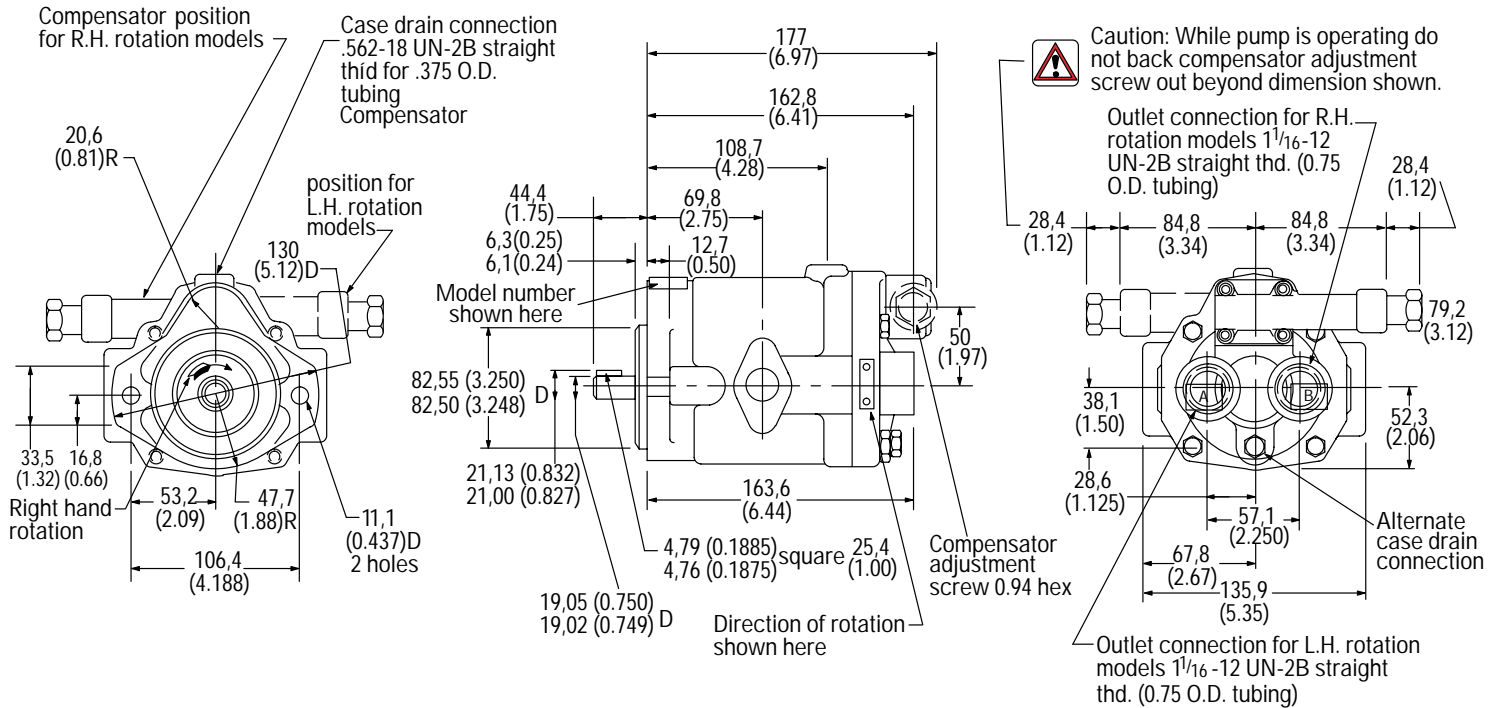 Compensator position
for R.H. rotation models
Case drain connection
.562-18 UN-2B straight
thíd for .375 O.D.
tubing
Compensator
20,6
(0.81)R
position for
L.H. rotation
models
130
(5.12)D
33,5
(1.32)
16,8
(0.66)
Right hand
rotation
53,2
(2.09)
47,7
(1.88)R
11,1
(0.437)D
2 holes
106,4
(4.188)
177
(6.97)
162,8
(6.41)
108,7
(4.28)
44,4
(1.75)
69,8
(2.75)
6,3(0.25)
6,1(0.24)
12,7
(0.50)
Model number
shown here
82,55 (3.250)
82,50 (3.248) D
50
(1.97)
21,13 (0.832)
21,00 (0.827)
163,6
(6.44)
4,79 (0.1885)
4,76 (0.1875) square
25,4
(1.00)
19,05 (0.750)
19,02 (0.749) D
Direction of rotation
shown here
Compensator
adjustment
screw 0.94 hex
Caution: While pump is operating do
not back compensator adjustment
screw out beyond dimension shown.
Outlet connection for R.H.
rotation models 1 1/16-12
UN-2B straight thd. (0.75
O.D. tubing)
28,4
(1.12)
28,4
(1.12)
84,8
(3.34)
84,8
(3.34)
79,2
(3.12)
A
B
38,1
(1.50)
52,3
(2.06)
28,6
(1.125)
57,1
(2.250)
67,8
(2.67)
135,9
(5.35)
Alternate
case drain
connection
Outlet connection for L.H. rotation
models 1 1/16 -12 UN-2B straight
thd. (0.75 O.D. tubing)